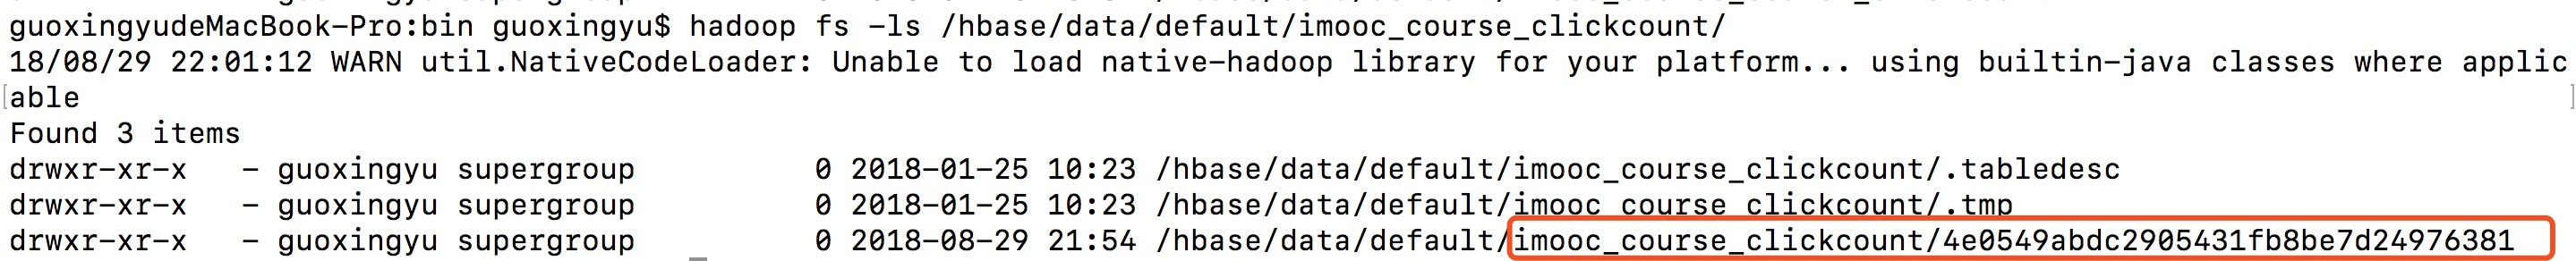 guoxingyudeMacBook-Pro:bin guoxingyu$ hadoop fs -ls /hbase/data/default/imooc_course_clickcount/
18/08/29 22:01:12 WARN util.NativeCodeLoader: Unable to load native-hadoop library for your platform... using builtin-java classes where applic
[able ]
Found 3 items
drwxr-xr-x   - guoxingyu supergroup          0 2018-01-25 10:23 /hbase/data/default/imooc_course_clickcount/.tabledesc
drwxr-xr-x   - guoxingyu supergroup          0 2018-01-25 10:23 /hbase/data/default/imooc_course_clickcount/.tmp
drwxr-xr-x   - guoxingyu supergroup          0 2018-08-29 21:54 /hbase/data/default/imooc_course_clickcount/4e0549abdc2905431fb8be7d24976381